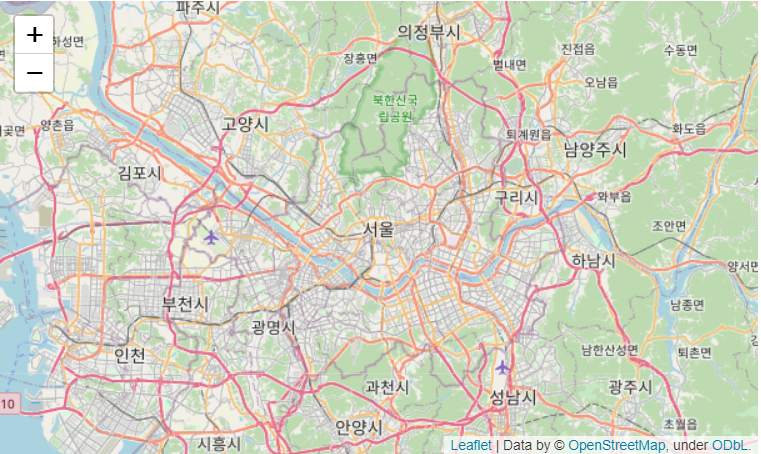 파주시
의정부시
+
하성면
장흥면
진접읍
수동면
별내면
−
오남읍
북한산국
립공원
양촌읍
고양시
곶면
퇴계원읍
화도읍
남양주시
김포시
구리시
와부읍
조안면
서울
하남시
양서면
부천시
남종면
광명시
인천
남한산성면
퇴촌면
과천시
광주시
성남시
10
안양시
초월읍
시흥시
Leaflet | Data by © OpenStreetMap, under ODbL.